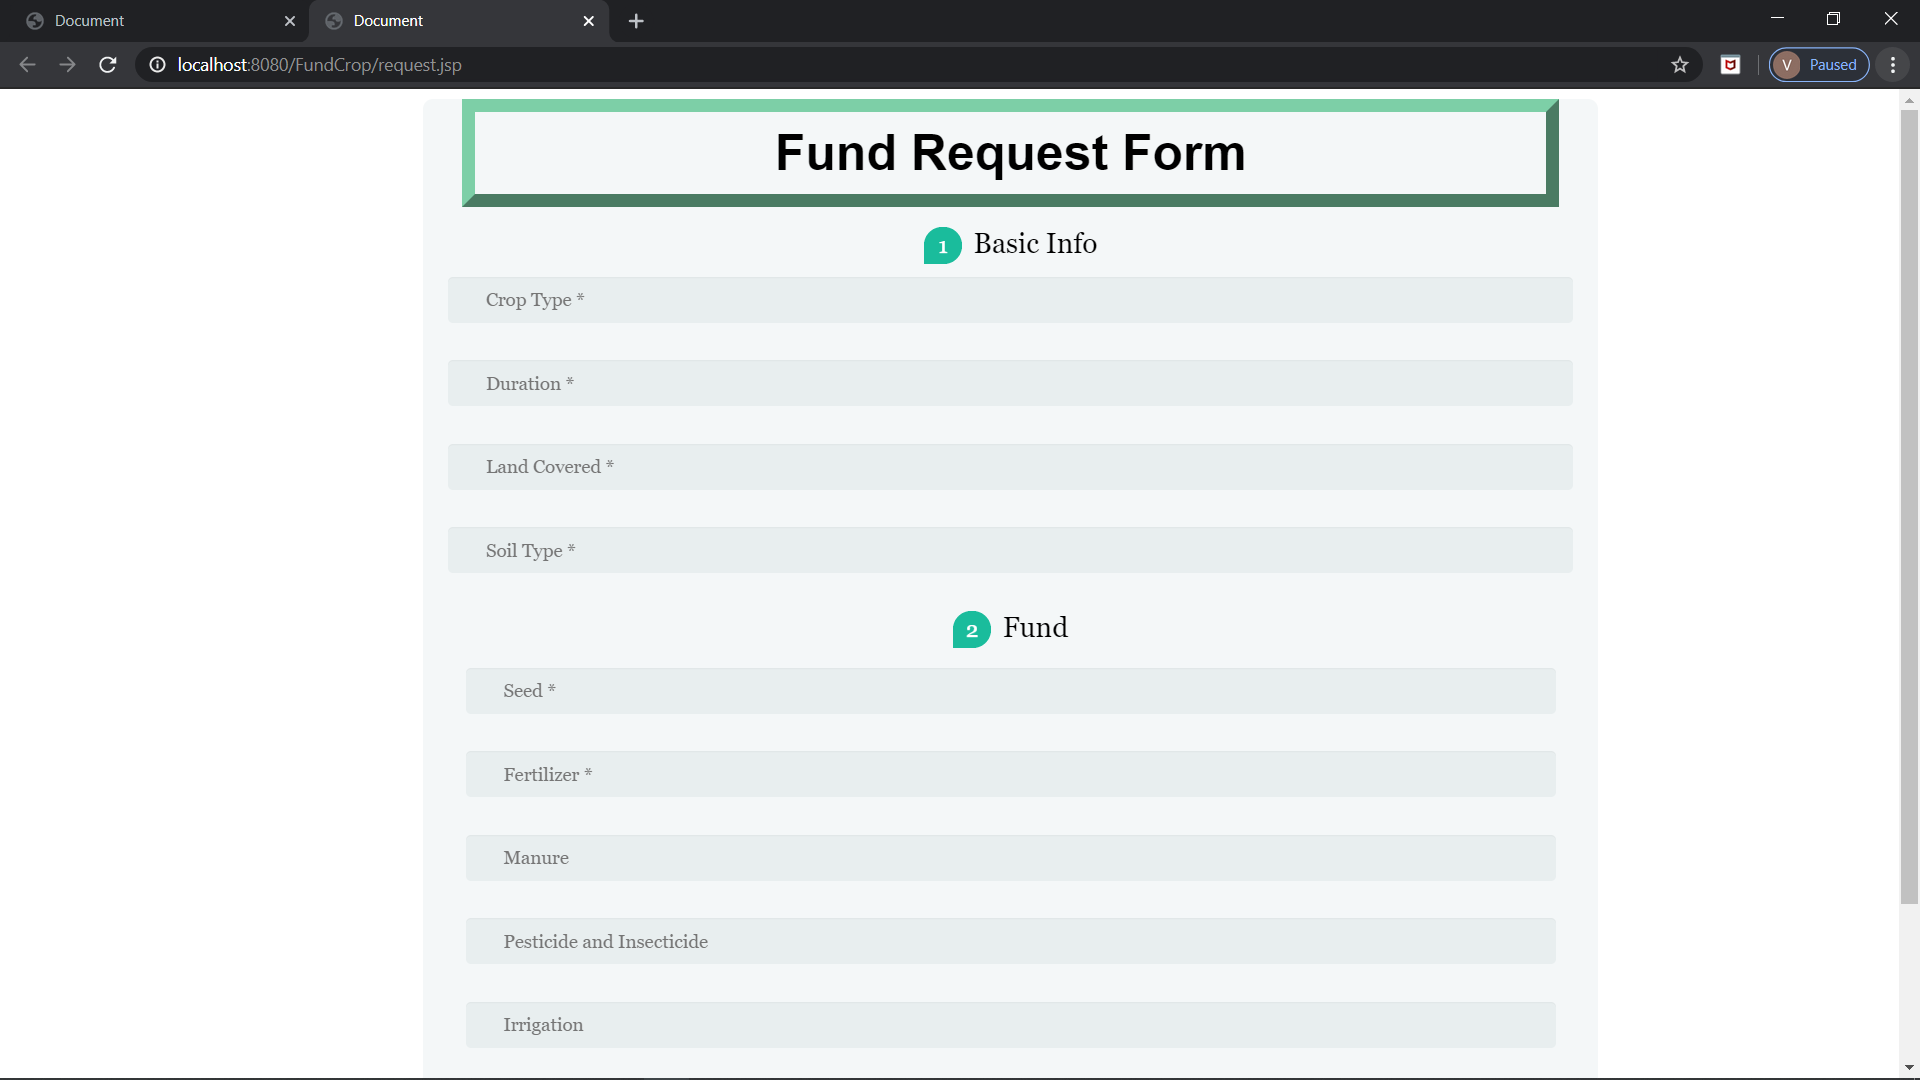 Document
Document
localhost:8080/FundCrop/request.jsp
V Paused
Fund Request Form
1 Basic Info
Crop Type *
Duration *
Land Covered *
Soil Type *
2 Fund
Seed *
Fertilizer *
Manure
Pesticide and Insecticide
Irrigation